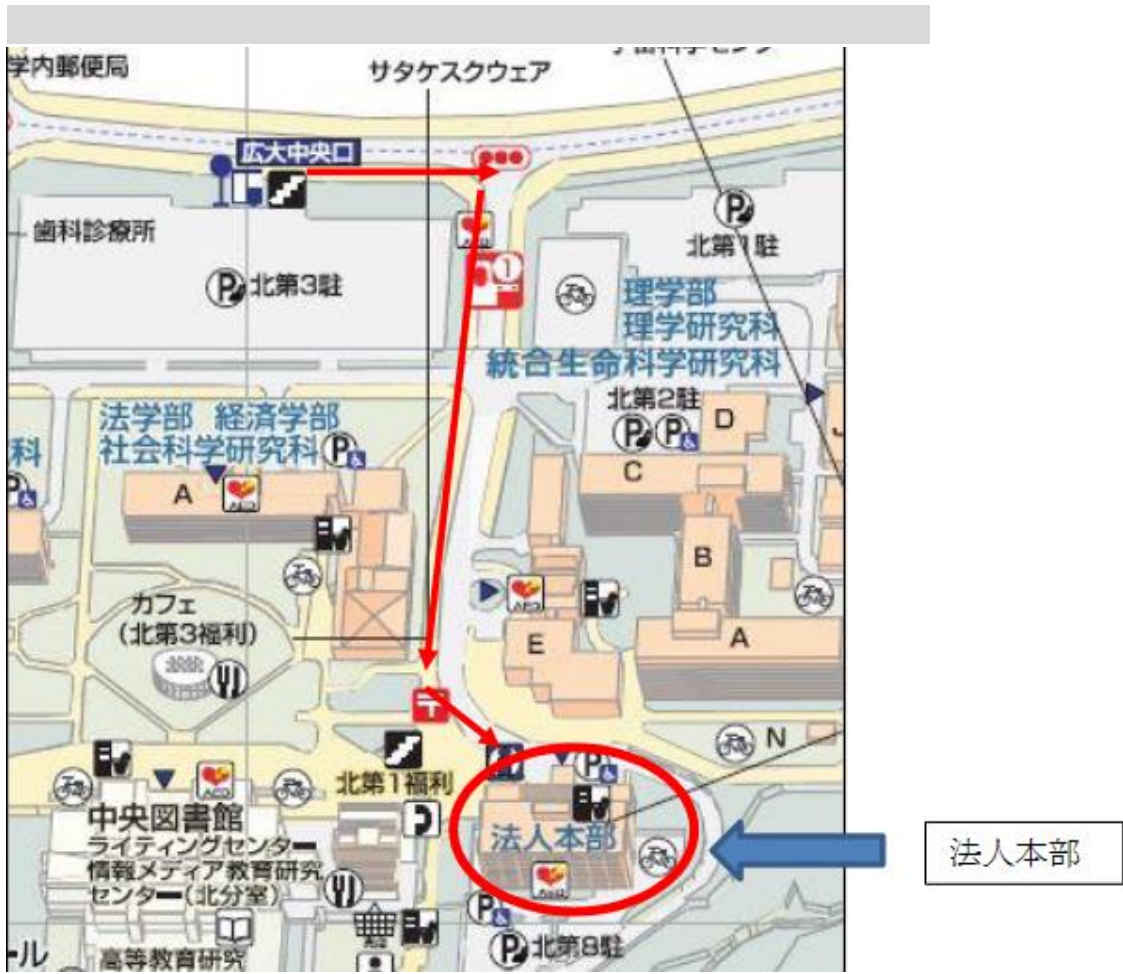 学内郵便局
サタケスクウェア
広大中央口
歯科診療所
P 北第3駐
1
P
北第1駐
理学部
理学研究科
統合生命科学研究科
北第2駐
P P
D
C
B
A
E
N
法学部 経済学部
社会科学研究科 P
科
P
A
AED
カフェ
(北第3福利)
〒
北第1福利
P
法人本部
AED
法人本部
中央図書館
ライティングセンター
情報メディア教育研究
センター(北分室)
P
P 北第8駐
ール
高等教育研究